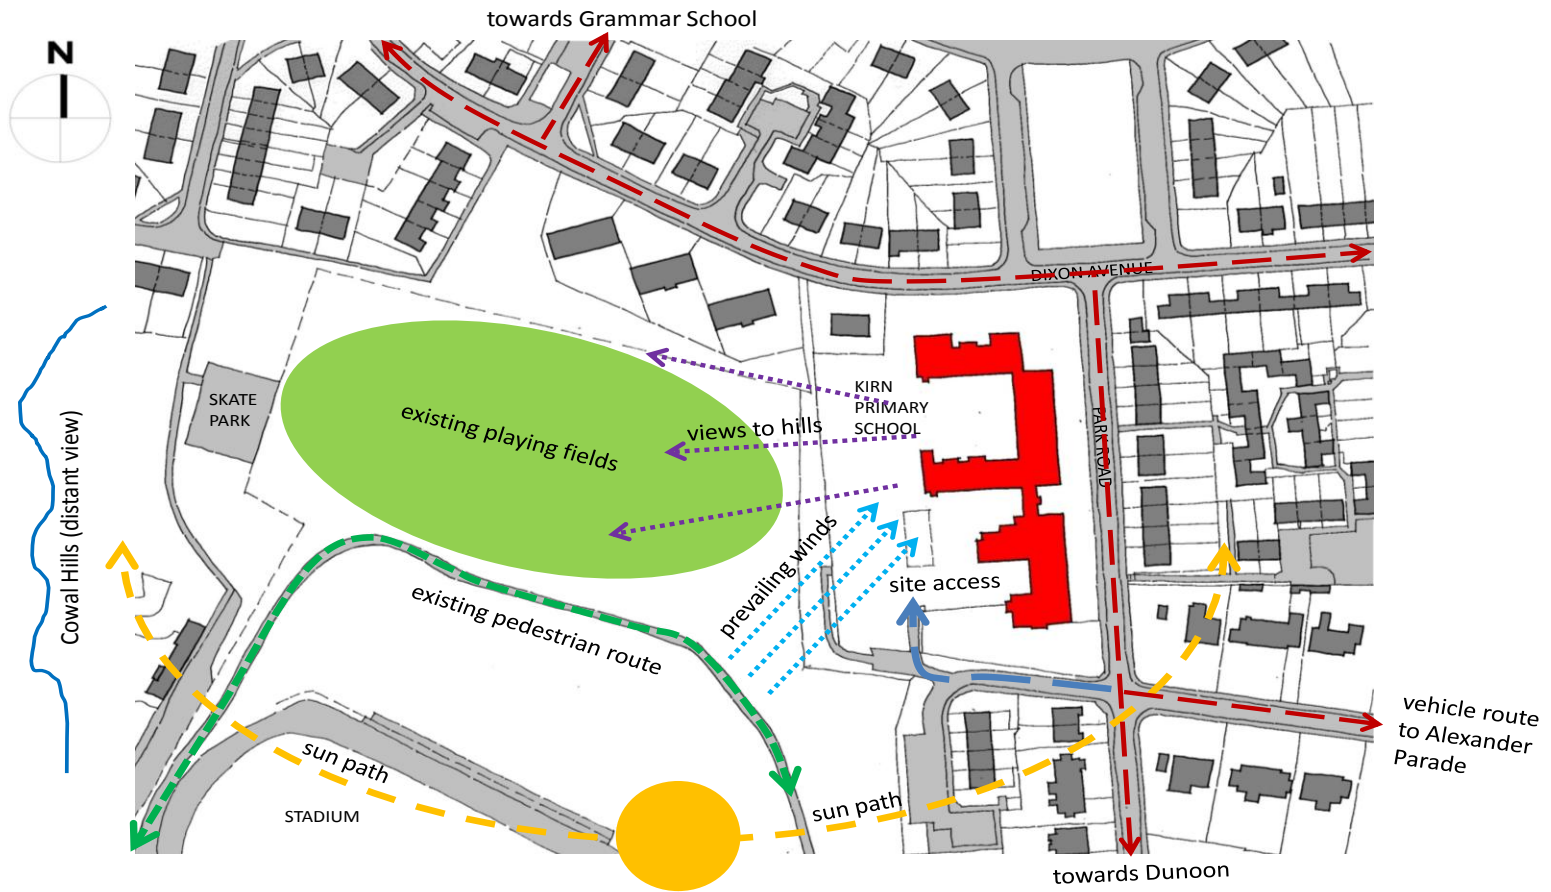 towards Grammar School
N
DIXON AVENUE
KIRN
PRIMARY
SCHOOL
SKATE
PARK
existing playing fields
views to hills
PARK ROAD
Cowal Hills (distant view)
prevailing winds
site access
existing pedestrian route
vehicle route
to Alexander
Parade
sun path
sun path
STADIUM
towards Dunoon